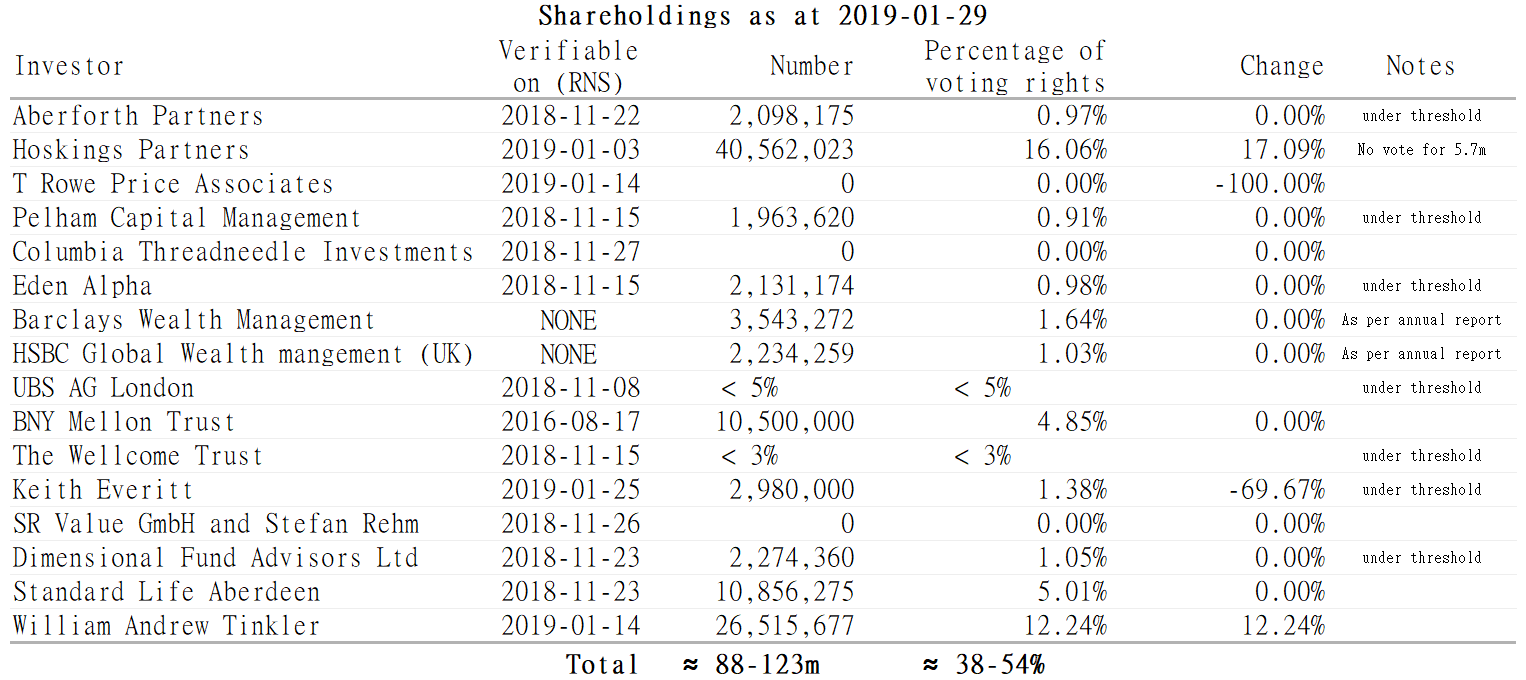 Shareholdings as at 2019-01-29
Investor Verifiable on (RNS) Number Percentage of voting rights Change Notes
Aberforth Partners 2018-11-22 2,098,175 0.97% 0.00% under threshold
Hoskings Partners 2019-01-03 40,562,023 16.06% 17.09% No vote for 5.7m
T Rowe Price Associates 2019-01-14 0 0.00% -100.00%
Pelham Capital Management 2018-11-15 1,963,620 0.91% 0.00% under threshold
Columbia Threadneedle Investments 2018-11-27 0 0.00% 0.00%
Eden Alpha 2018-11-15 2,131,174 0.98% 0.00% under threshold
Barclays Wealth Management NONE 3,543,272 1.64% 0.00% As per annual report
HSBC Global Wealth mangement (UK) NONE 2,234,259 1.03% 0.00% As per annual report
UBS AG London 2018-11-08 < 5% < 5% under threshold
BNY Mellon Trust 2016-08-17 10,500,000 4.85% 0.00%
The Wellcome Trust 2018-11-15 < 3% < 3% under threshold
Keith Everitt 2019-01-25 2,980,000 1.38% -69.67% under threshold
SR Value GmbH and Stefan Rehm 2018-11-26 0 0.00% 0.00%
Dimensional Fund Advisors Ltd 2018-11-23 2,274,360 1.05% 0.00% under threshold
Standard Life Aberdeen 2018-11-23 10,856,275 5.01% 0.00%
William Andrew Tinkler 2019-01-14 26,515,677 12.24% 12.24%
Total ≈ 88-123m ≈ 38-54%